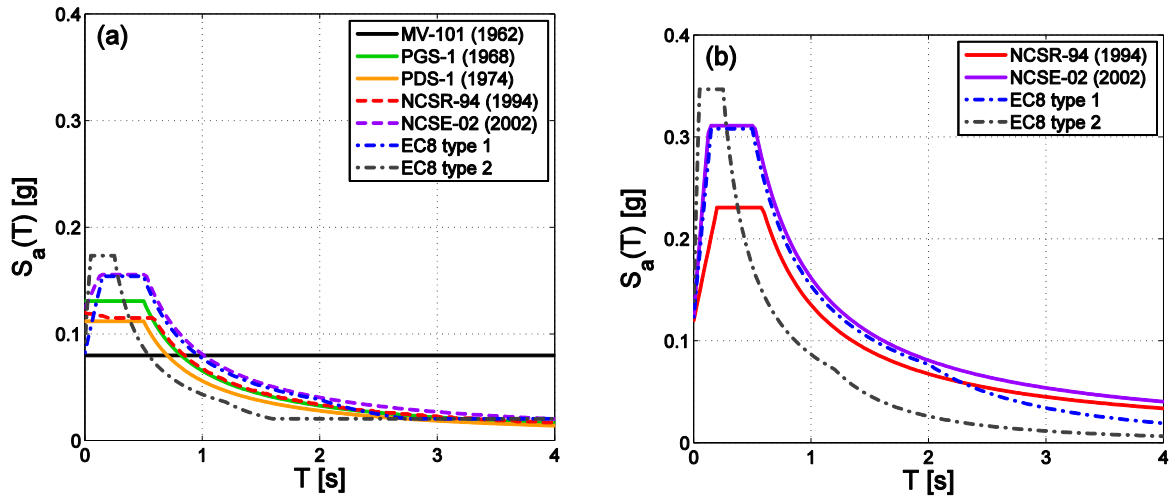 (a)
MV-101 (1962)
PGS-1 (1968)
PDS-1 (1974)
NCSR-94 (1994)
NCSE-02 (2002)
EC8 type 1
EC8 type 2
0.4
0.3
0.2
0.1
0
Sa(T) [g]
0 1 2 3 4
T [s]
(b)
NCSR-94 (1994)
NCSE-02 (2002)
EC8 type 1
EC8 type 2
0.4
0.3
0.2
0.1
0
Sa(T) [g]
0 1 2 3 4
T [s]